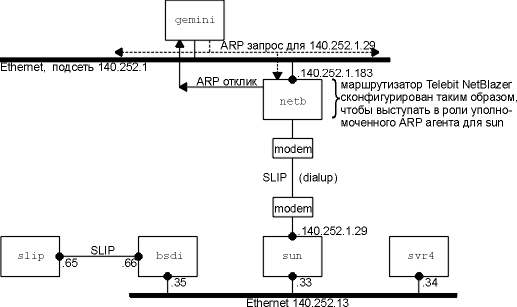 gemini
ARP запрос для 140.252.1.29
Ethernet, подсеть 140.252.1
.140.252.1.183
ARP отклик
netb
маршрутизатор Telebit NetBlazer
сконфигурирован таким образом,
чтобы выступать в роли уполно-
моченного ARP агента для sun
modem
SLIP (dialup)
modem
.140.252.1.29
slip
SLIP
bsdi
sun
svr4
.65
.66
.35
.33
.34
Ethernet 140.252.13